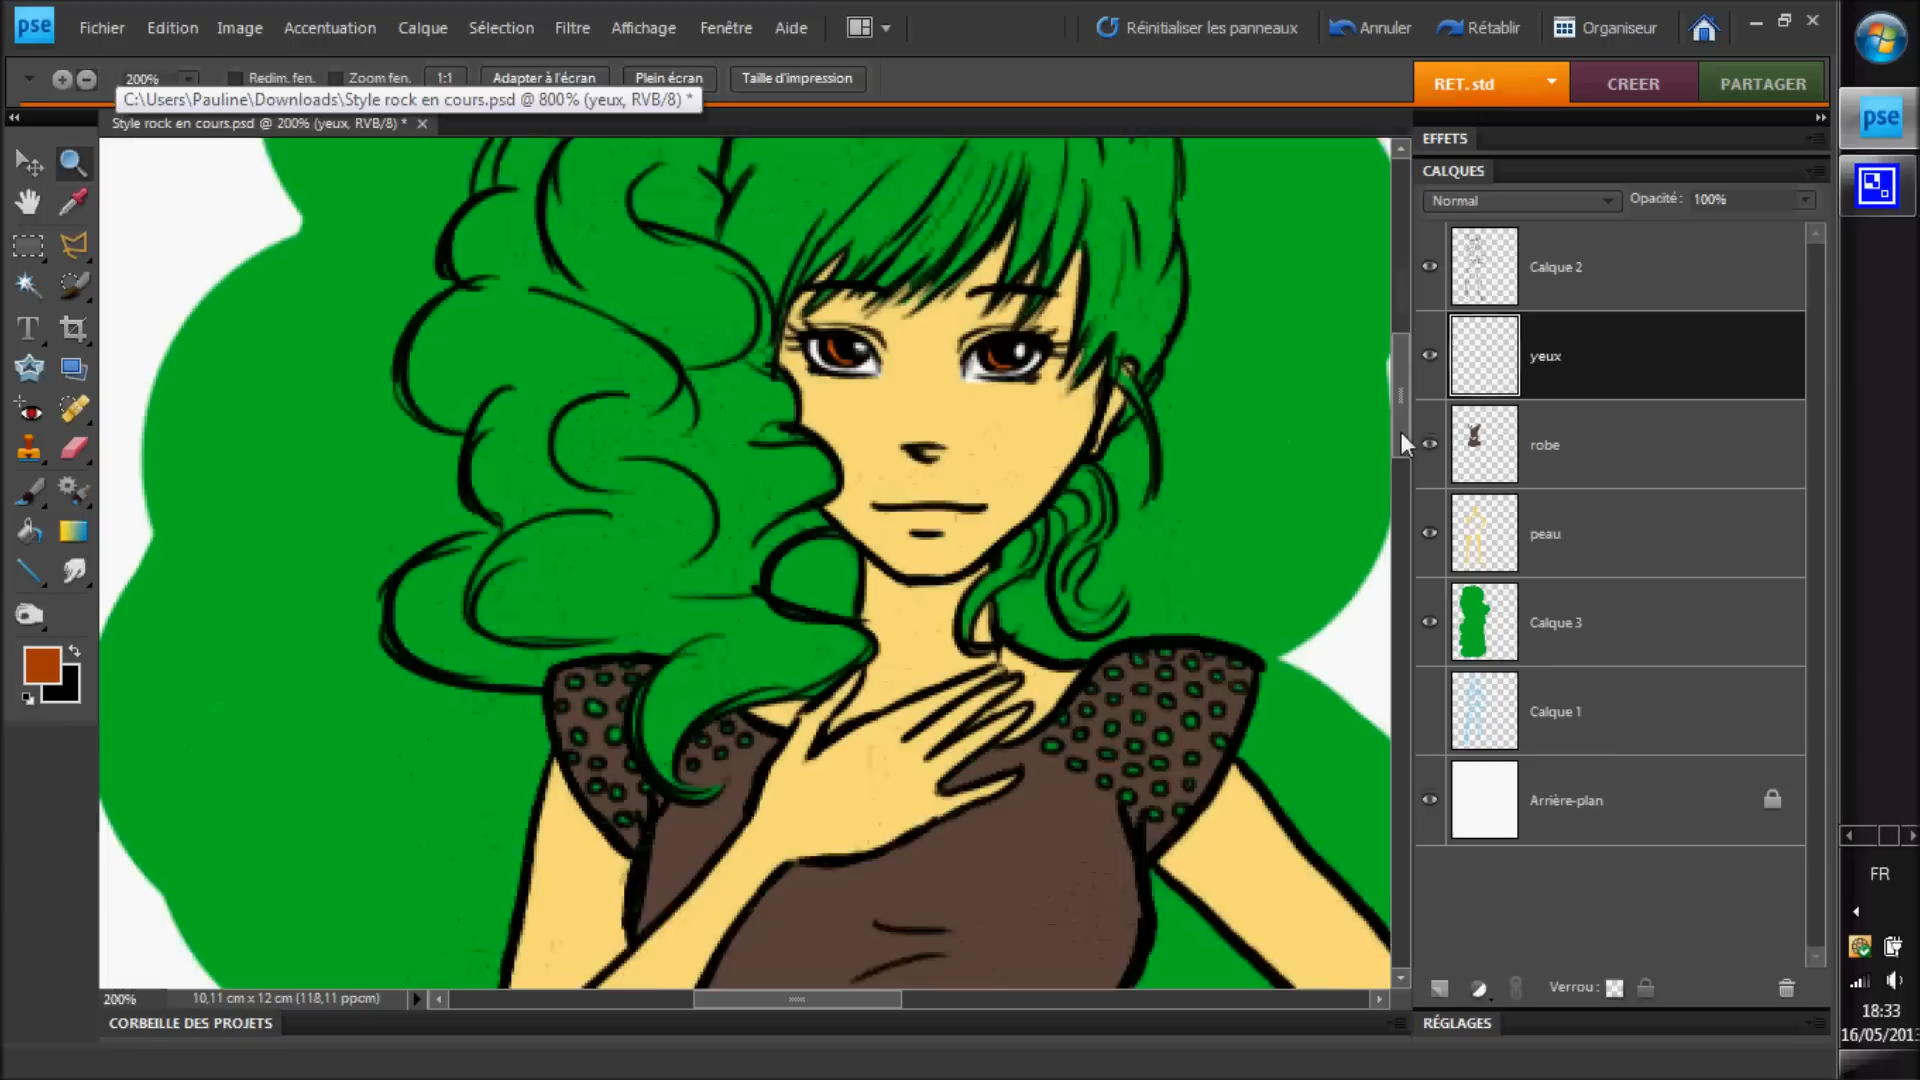 pse Fichier Edition Image Accentuation Calque Sélection Filtre Affichage Fenêtre Aide Réinitialiser les panneaux Annuler Rétablir Organiseur
200% Redim. fen. Zoom fen. 1:1 Adapter à l'écran Plein écran Taille d'impression RET. std CREER PARTAGER
C:\Users\Pauline\Downloads\Style rock en cours.psd @ 800% (yeux, RVB/8) *
Style rock en cours.psd @ 200% (yeux, RVB/8) *
pse
EFFETS
CALQUES
Normal Opacité : 100%
Calque 2
T
yeux
robe
peau
Calque 3
Calque 1
Arrière-plan
FR
Verrou :
200% 10,11 cm x 12 cm (118,11 ppcm)
CORBEILLE DES PROJETS
RÉGLAGES
18:33
16/05/201